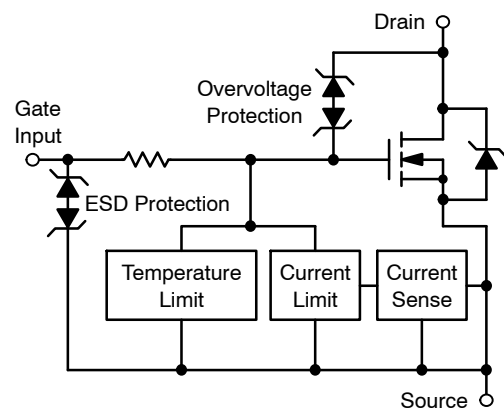 Drain
Overvoltage
Protection
Gate
Input
ESD Protection
Temperature
Limit
Current
Limit
Current
Sense
Source